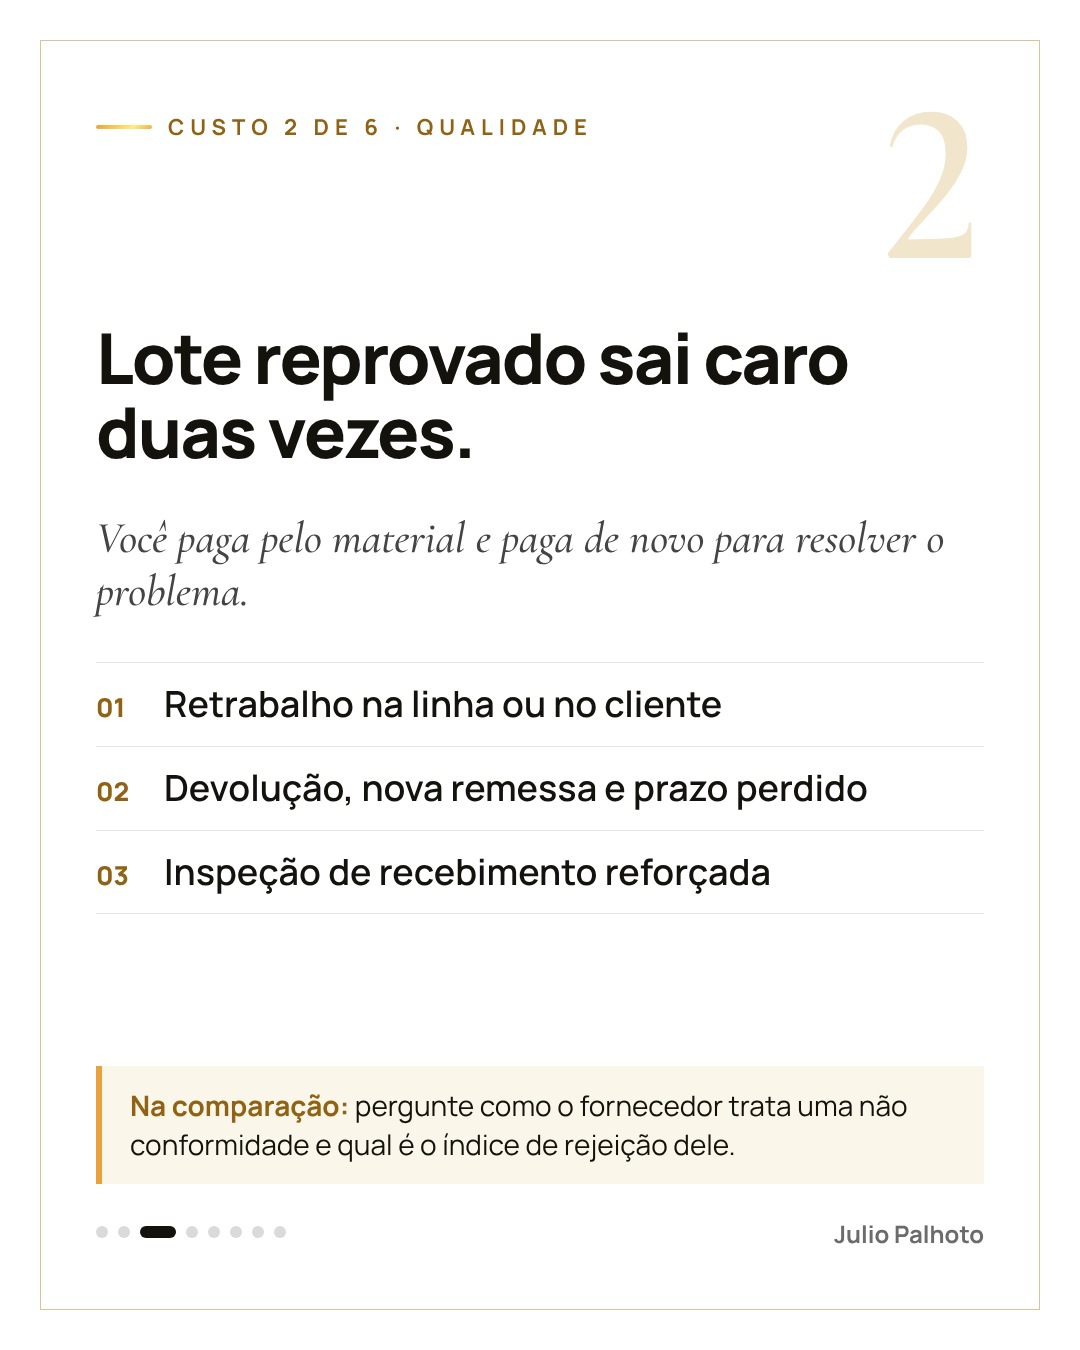 CUSTO 2 DE 6 · QUALIDADE
2
Lote reprovado sai caro
duas vezes.
Você paga pelo material e paga de novo para resolver o
problema.
01 Retrabalho na linha ou no cliente
02 Devolução, nova remessa e prazo perdido
03 Inspeção de recebimento reforçada
Na comparação: pergunte como o fornecedor trata uma não
conformidade e qual é o índice de rejeição dele.
Julio Palhoto